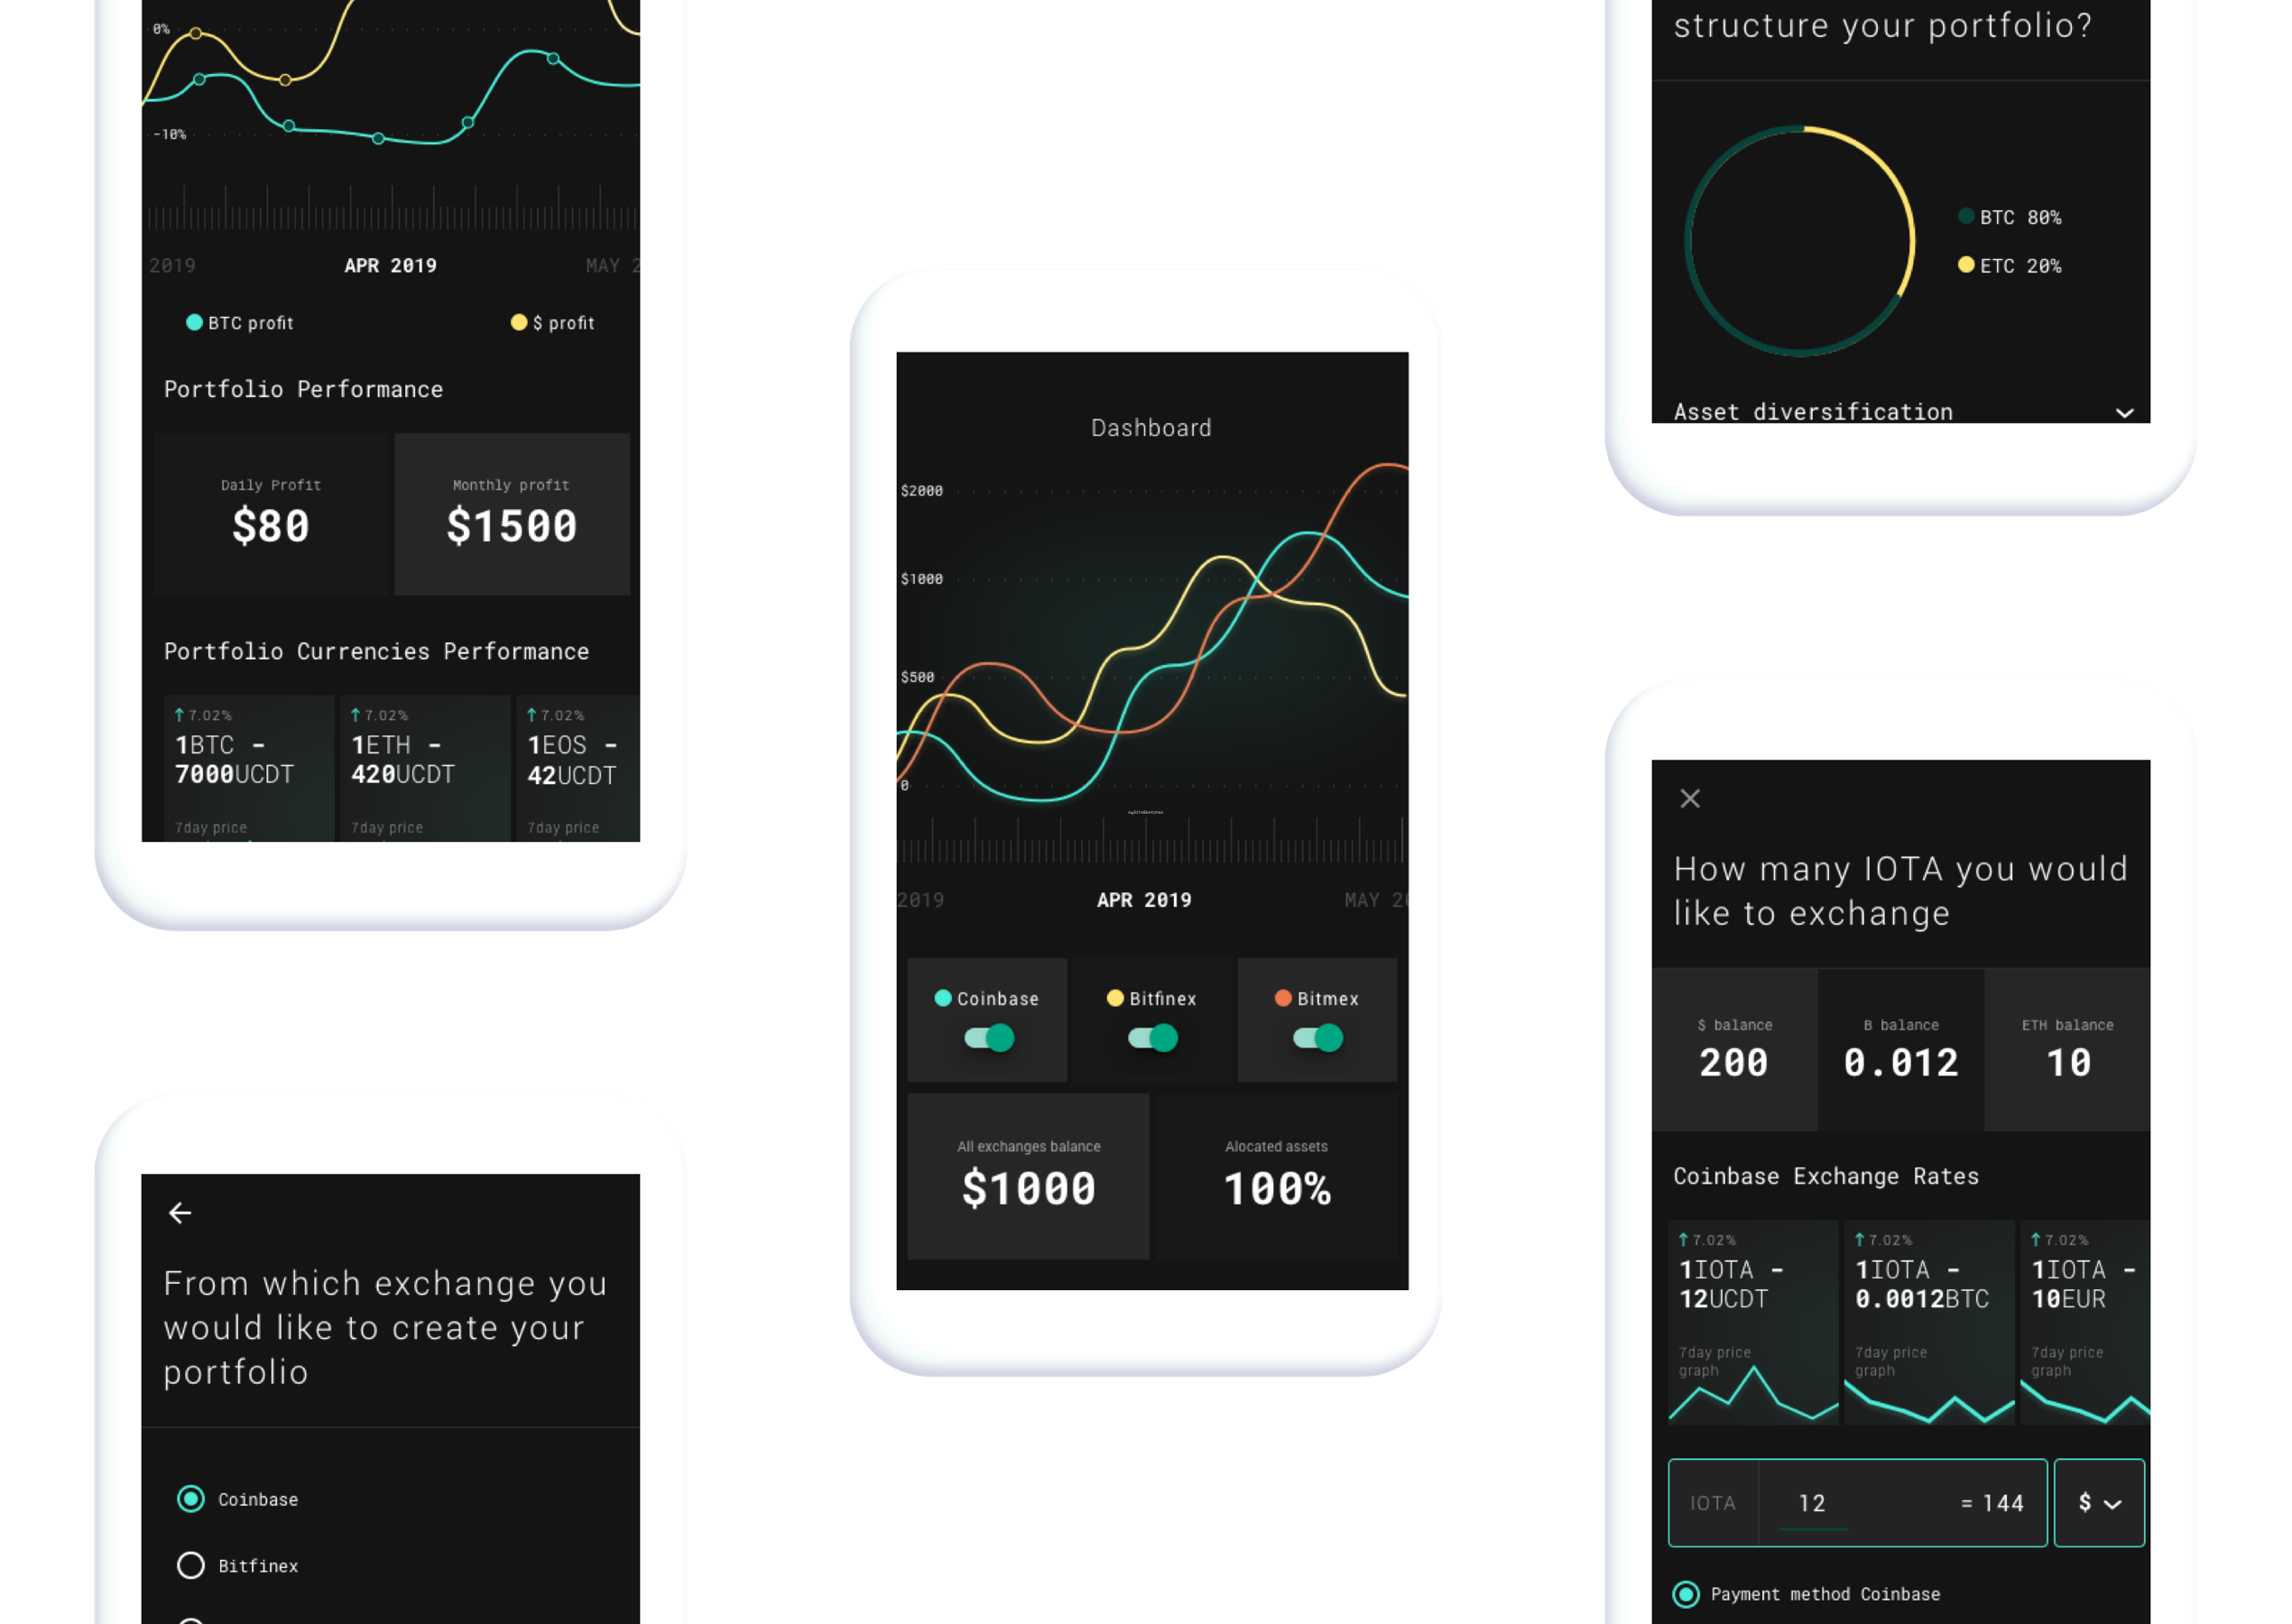 0%
-10%
2019 APR 2019 MAY 2
BTC profit $ profit
Portfolio Performance
Daily Profit Monthly profit
$80 $1500
Portfolio Currencies Performance
↑ 7.02% ↑ 7.02% ↑ 7.02%
1BTC - 1ETH - 1EOS -
7000UCDT 420UCDT 42UCDT
7day price 7day price 7day price
From which exchange you
would like to create your
portfolio
Coinbase
Bitfinex
Dashboard
$2000
$1000
$500
0
2019 APR 2019 MAY 20
Coinbase Bitfinex Bitmex
All exchanges balance Alocated assets
$1000 100%
structure your portfolio?
BTC 80%
ETC 20%
Asset diversification
How many IOTA you would
like to exchange
$ balance B balance ETH balance
200 0.012 10
Coinbase Exchange Rates
↑ 7.02% ↑ 7.02% ↑ 7.02%
1IOTA - 1IOTA - 1IOTA -
12UCDT 0.0012BTC 10EUR
7day price 7day price 7day price
graph graph graph
IOTA 12 = 144 $
Payment method Coinbase